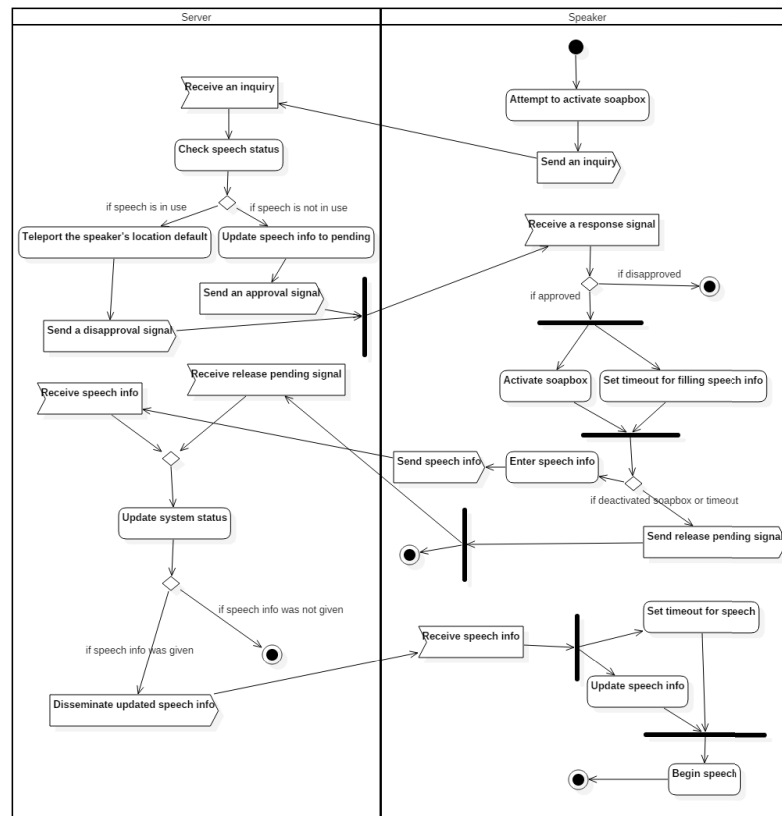 Server
Speaker
Receive an inquiry
Attempt to activate soapbox
Check speech status
Send an inquiry
if speech is in use
if speech is not in use
Teleport the speaker's location default
Update speech info to pending
Receive a response signal
if disapproved
if approved
Send an approval signal
Send a disapproval signal
Receive release pending signal
Receive speech info
Activate soapbox
Set timeout for filling speech info
Send speech info
Enter speech info
if deactivated soapbox or timeout
Update system status
Send release pending signal
if speech info was not given
if speech info was given
Receive speech info
Set timeout for speech
Update speech info
Disseminate updated speech info
Begin speech